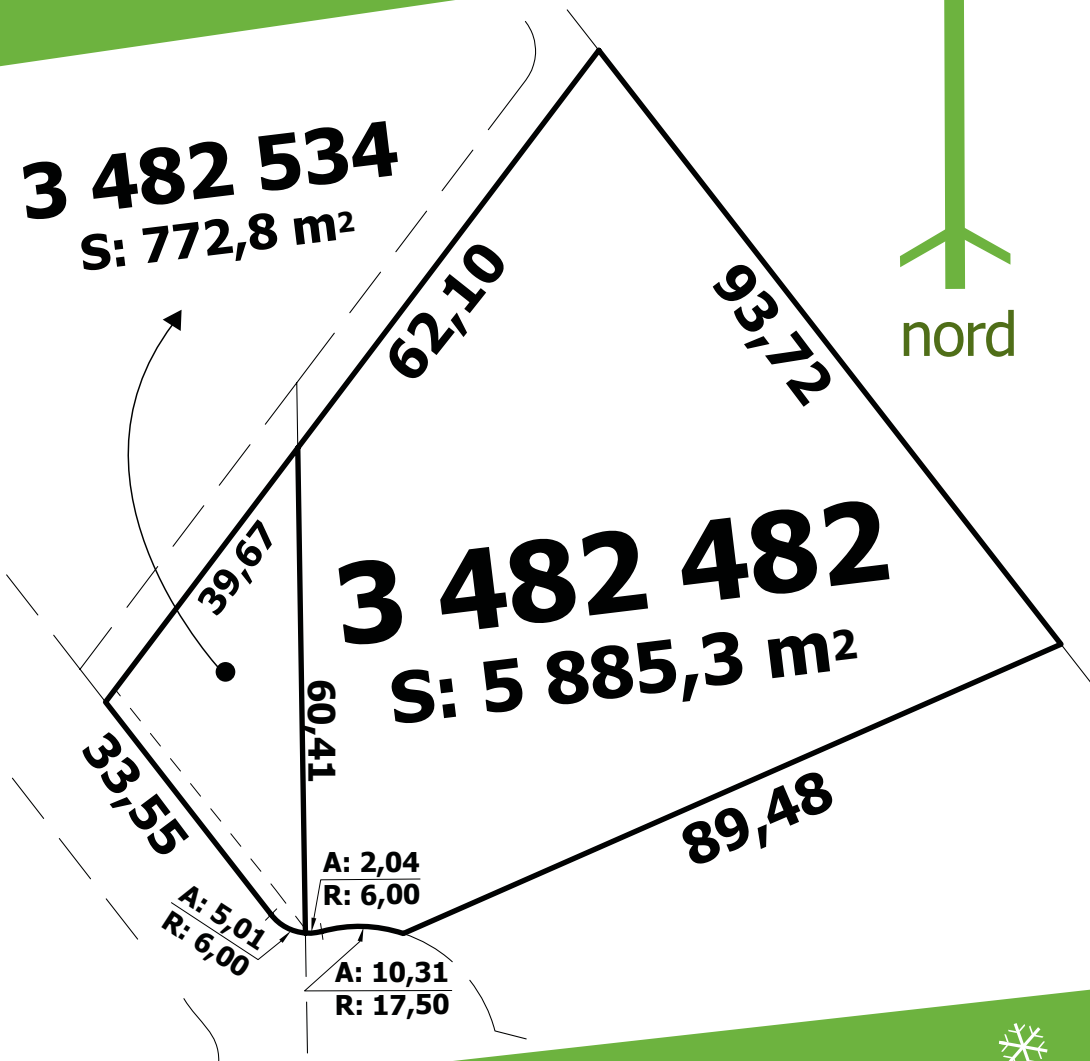 3 482 534
S: 772,8 m²
nord
62,10
93,72
39,67
3 482 482
S: 5 885,3 m²
60,41
33,55
89,48
A: 2,04
R: 6,00
A: 5,01
R: 6,00
A: 10,31
R: 17,50